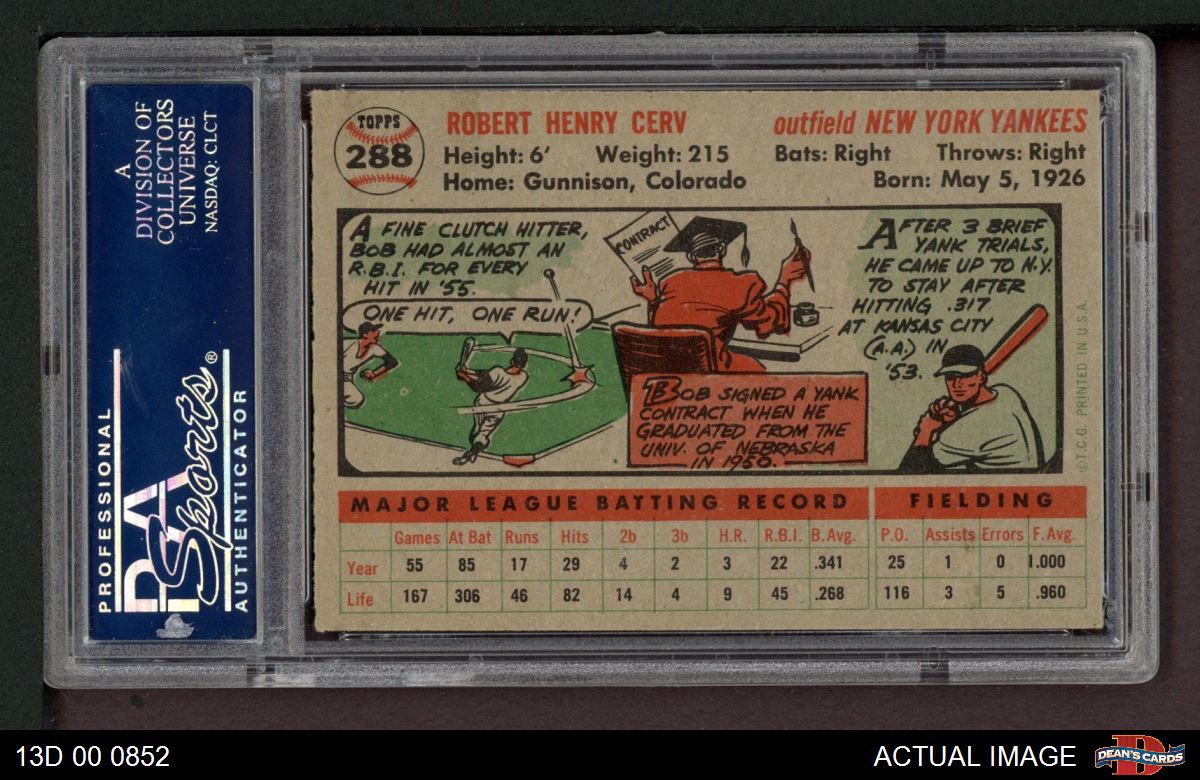 A
DIVISION OF
COLLECTORS
UNIVERSE
NASDAQ: CLCT
PROFESSIONAL
PSA
Sports®
AUTHENTICATOR
TOPPS
288
ROBERT HENRY CERV
outfield NEW YORK YANKEES
Height: 6' Weight: 215 Bats: Right Throws: Right
Home: Gunnison, Colorado Born: May 5, 1926
A FINE CLUTCH HITTER,
BOB HAD ALMOST AN
R.B.I. FOR EVERY
HIT IN '55.
ONE HIT, ONE RUN!
CONTRACT
BOB SIGNED A YANK
CONTRACT WHEN HE
GRADUATED FROM THE
UNIV. OF NEBRASKA
IN 1950.
AFTER 3 BRIEF
YANK TRIALS,
HE CAME UP TO N.Y.
TO STAY AFTER
HITTING .317
AT KANSAS CITY
(A.A.) IN
'53.
©T.C.G. PRINTED IN U.S.A.
MAJOR LEAGUE BATTING RECORD FIELDING
Games At Bat Runs Hits 2b 3b H.R. R.B.I. B.Avg. P.O. Assists Errors F. Avg.
Year 55 85 17 29 4 2 3 22 .341 25 1 0 1.000
Life 167 306 46 82 14 4 9 45 .268 116 3 5 .960
13D 00 0852
ACTUAL IMAGE
D
DEAN'S CARDS